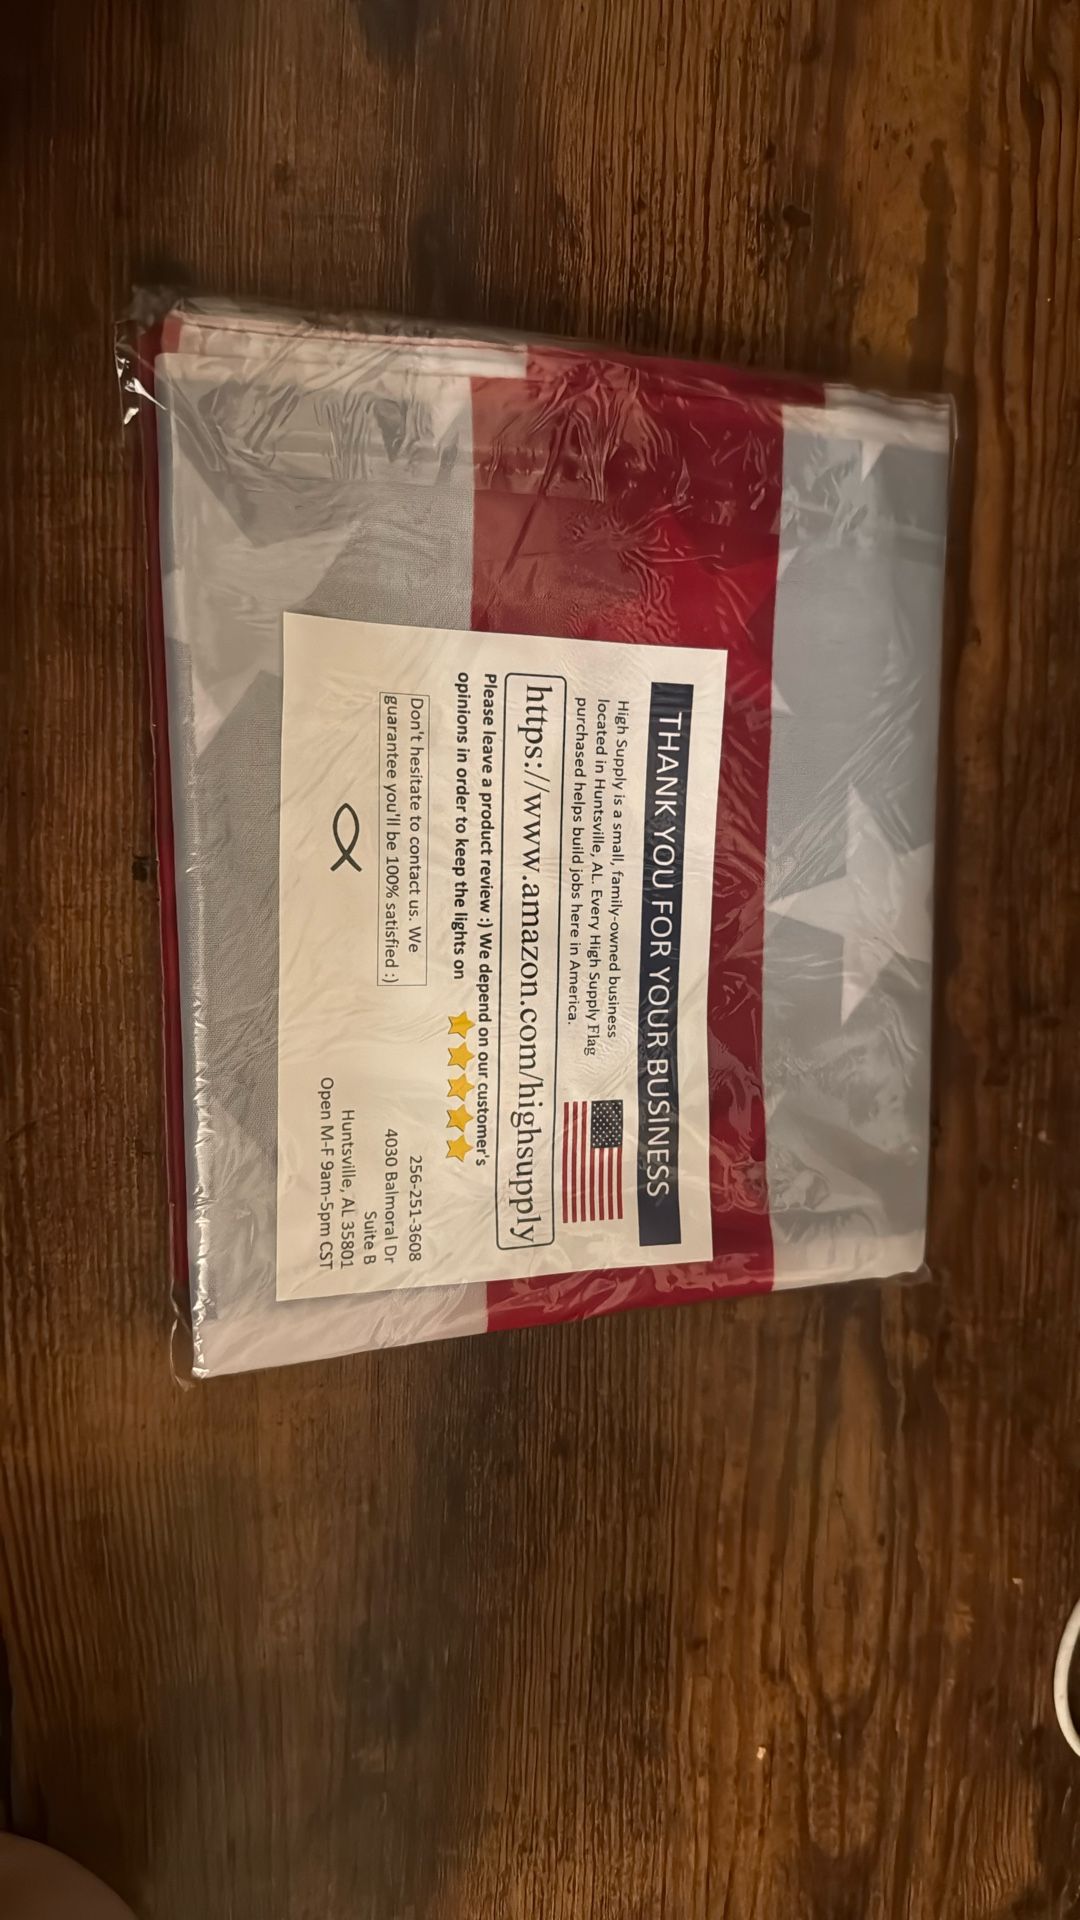 THANK YOU FOR YOUR BUSINESS
High Supply is a small, family-owned business
located in Huntsville, AL. Every High Supply Flag
purchased helps build jobs here in America.
https://www.amazon.com/highsupply
Please leave a product review :) We depend on our customer's
opinions in order to keep the lights on
Don't hesitate to contact us. We
guarantee you'll be 100% satisfied :)
256-251-3608
4030 Balmoral Dr
Suite B
Huntsville, AL 35801
Open M-F 9am-5pm CST